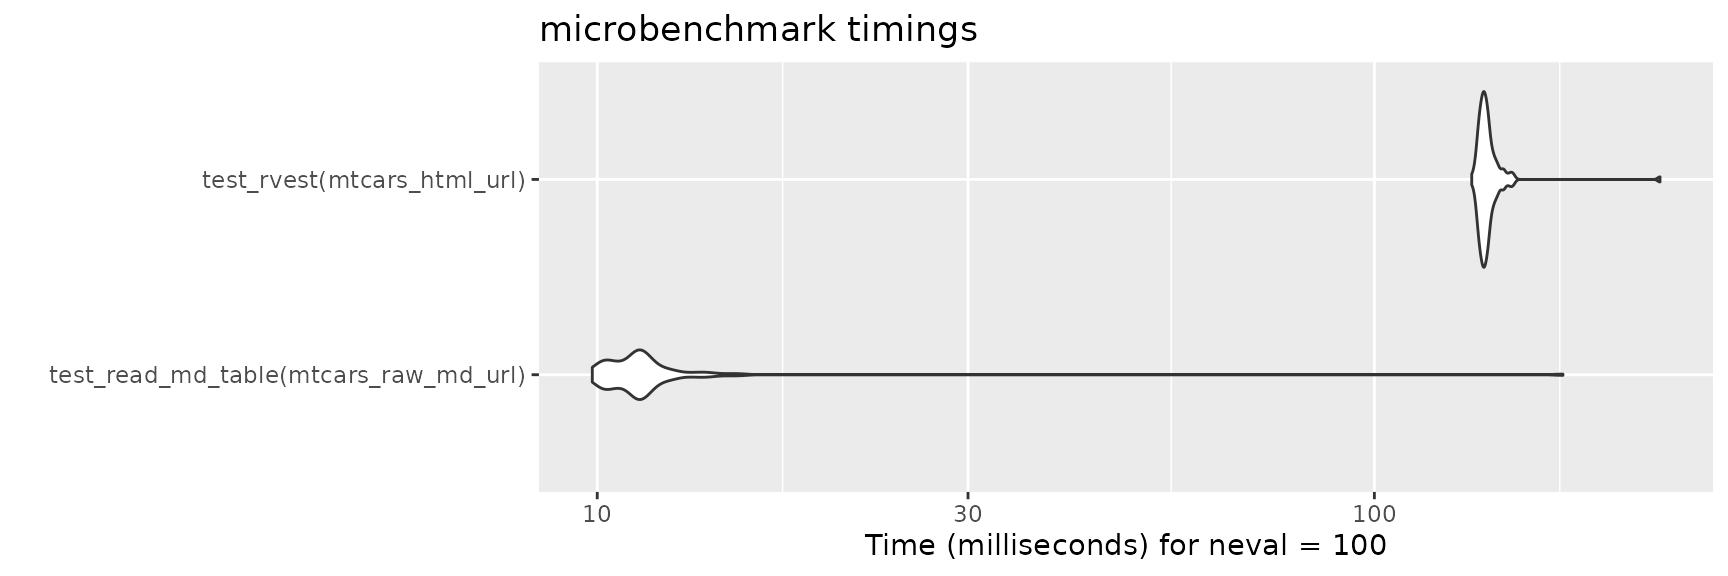 microbenchmark timings
test_rvest(mtcars_html_url)
test_read_md_table(mtcars_raw_md_url)
10 30 100
Time (milliseconds) for neval = 100